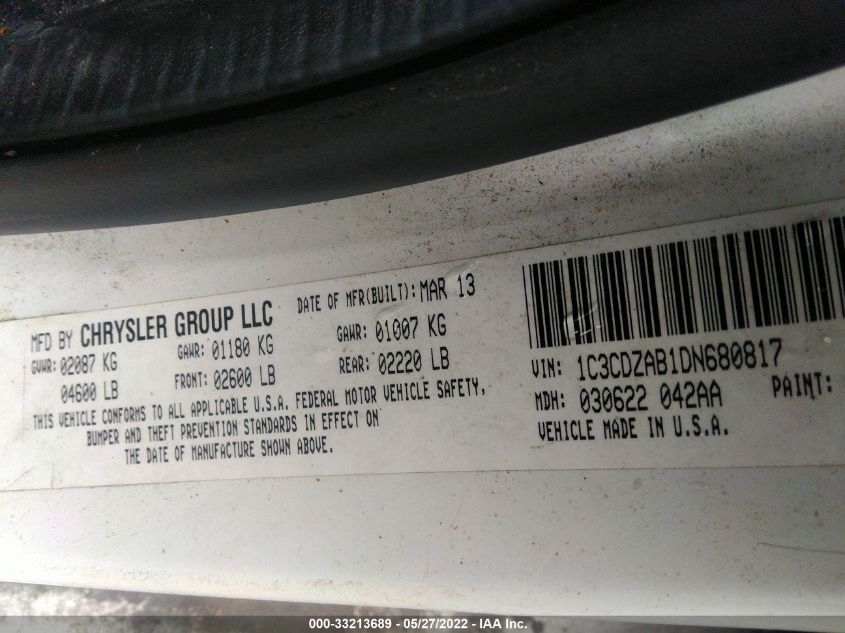 MFD BY CHRYSLER GROUP LLC DATE OF MFR(BUILT): MAR 13
GVWR: 02087 KG GAWR: 01180 KG GAWR: 01007 KG
04600 LB FRONT: 02600 LB REAR: 02220 LB
THIS VEHICLE CONFORMS TO ALL APPLICABLE U.S.A. FEDERAL MOTOR VEHICLE SAFETY,
BUMPER AND THEFT PREVENTION STANDARDS IN EFFECT ON
THE DATE OF MANUFACTURE SHOWN ABOVE.
VIN: 1C3CDZAB1DN680817
MDH: 030622 042AA PAINT:
VEHICLE MADE IN U.S.A.
000-33213689 - 05/27/2022 - IAA Inc.